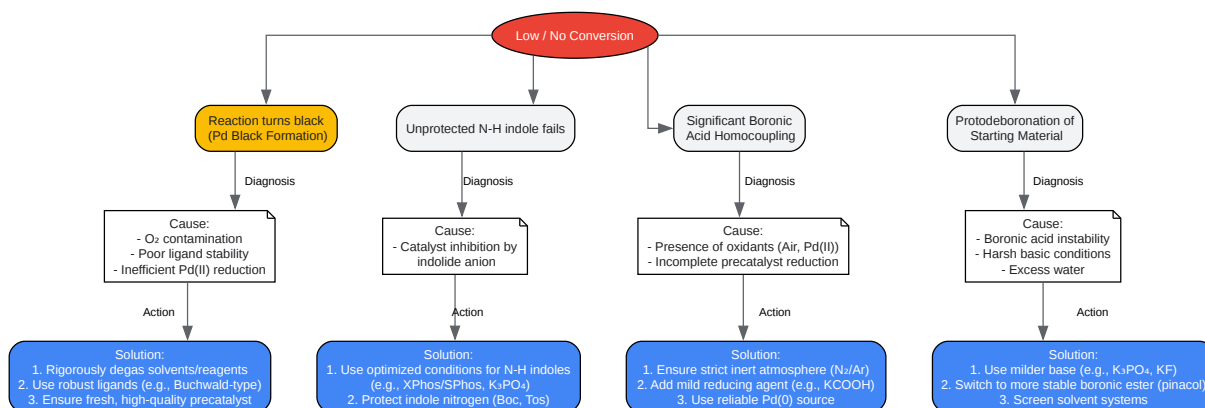 Low / No Conversion
Reaction turns black
(Pd Black Formation)
Unprotected N-H indole fails
Significant Boronic
Acid Homocoupling
Protodeboronation of
Starting Material
Diagnosis
Diagnosis
Diagnosis
Diagnosis
Cause:
- O₂ contamination
- Poor ligand stability
- Inefficient Pd(II) reduction
Cause:
- Catalyst inhibition by
indolide anion
Cause:
- Presence of oxidants (Air, Pd(II))
- Incomplete precatalyst reduction
Cause:
- Boronic acid instability
- Harsh basic conditions
- Excess water
Action
Action
Action
Action
Solution:
1. Rigorously degas solvents/reagents
2. Use robust ligands (e.g., Buchwald-type)
3. Ensure fresh, high-quality precatalyst
Solution:
1. Use optimized conditions for N-H indoles
(e.g., XPhos/SPhos, K₃PO₄)
2. Protect indole nitrogen (Boc, Tos)
Solution:
1. Ensure strict inert atmosphere (N₂/Ar)
2. Add mild reducing agent (e.g., KCOOH)
3. Use reliable Pd(0) source
Solution:
1. Use milder base (e.g., K₃PO₄, KF)
2. Switch to more stable boronic ester (pinacol)
3. Screen solvent systems